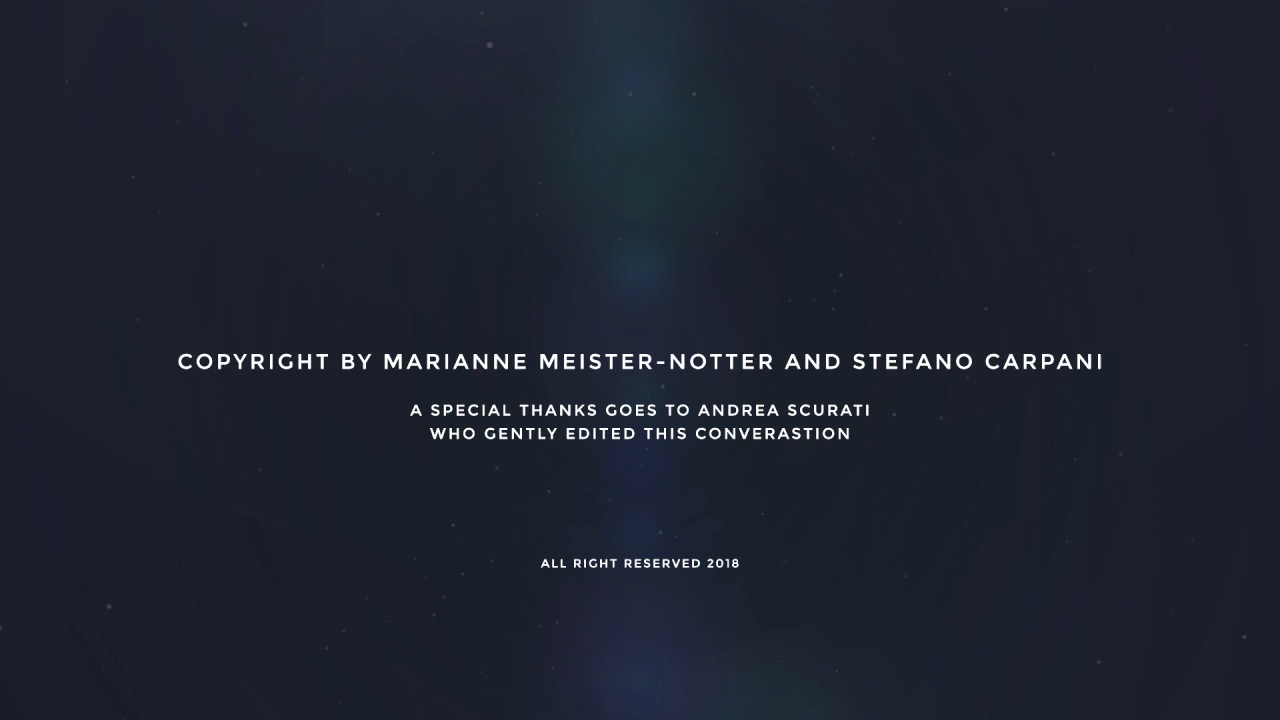 COPYRIGHT BY MARIANNE MEISTER-NOTTER AND STEFANO CARPANI
A SPECIAL THANKS GOES TO ANDREA SCURATI
WHO GENTLY EDITED THIS CONVERASTION
ALL RIGHT RESERVED 2018